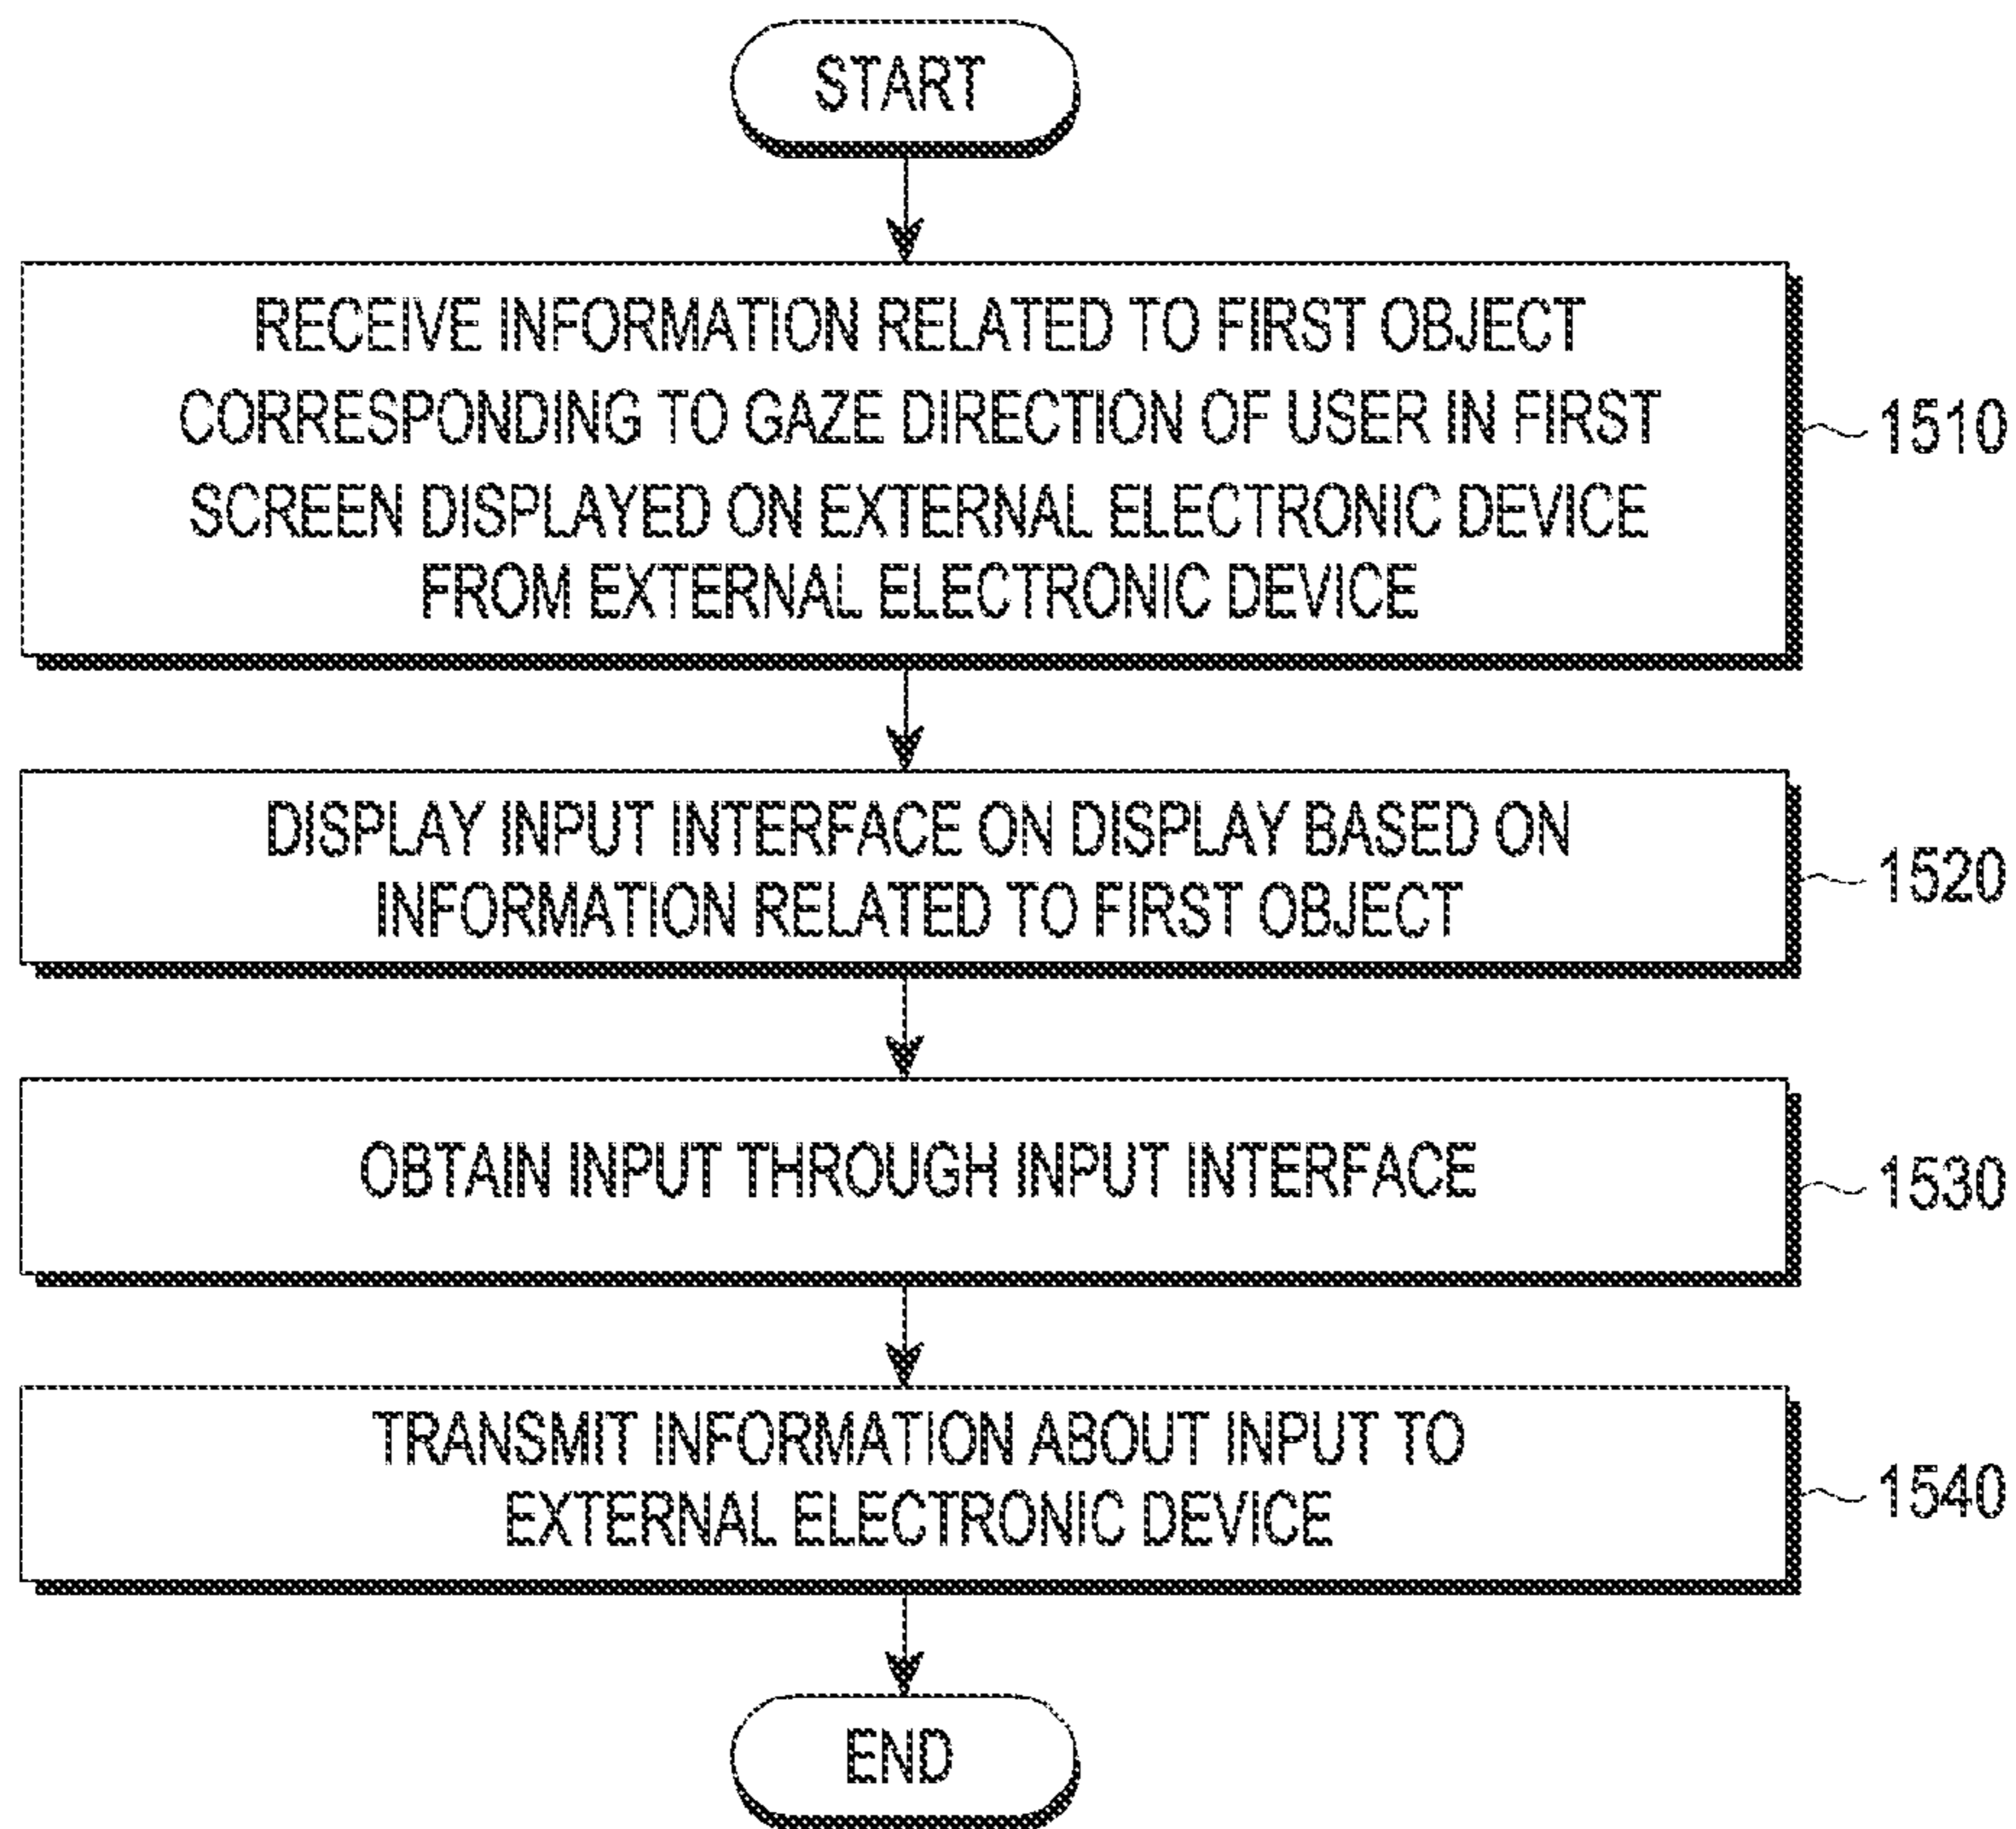 START
RECEIVE INFORMATION RELATED TO FIRST OBJECT
CORRESPONDING TO GAZE DIRECTION OF USER IN FIRST
SCREEN DISPLAYED ON EXTERNAL ELECTRONIC DEVICE
FROM EXTERNAL ELECTRONIC DEVICE
1510
DISPLAY INPUT INTERFACE ON DISPLAY BASED ON
INFORMATION RELATED TO FIRST OBJECT
1520
OBTAIN INPUT THROUGH INPUT INTERFACE
1530
TRANSMIT INFORMATION ABOUT INPUT TO
EXTERNAL ELECTRONIC DEVICE
1540
END